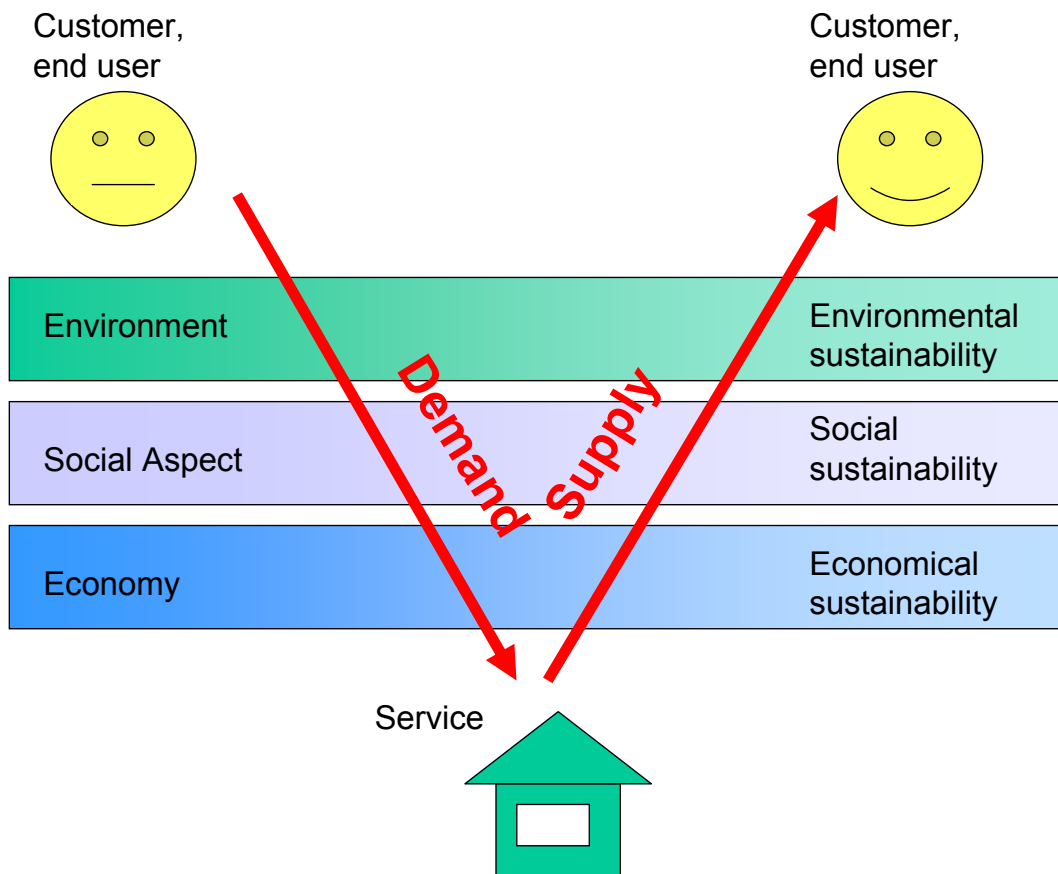 Customer,
end user
Customer,
end user
Environment
Environmental
sustainability
Demand
Supply
Social Aspect
Social
sustainability
Economy
Economical
sustainability
Service